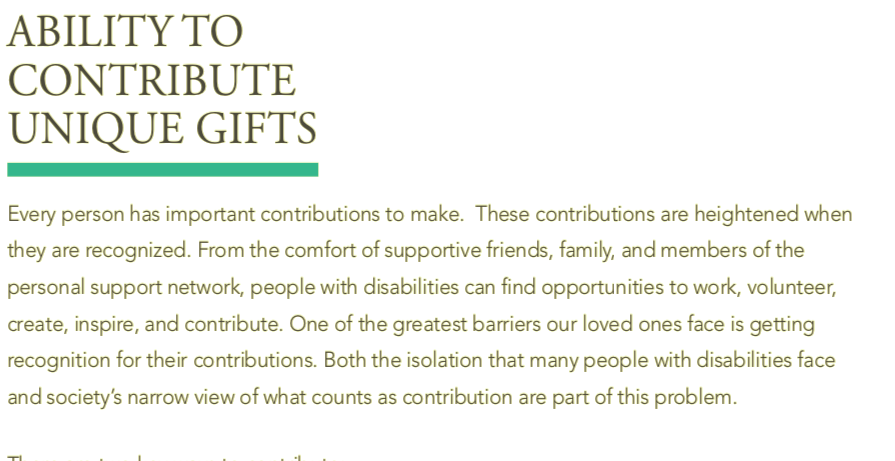 ABILITY TO
CONTRIBUTE
UNIQUE GIFTS
Every person has important contributions to make.  These contributions are heightened when
they are recognized. From the comfort of supportive friends, family, and members of the
personal support network, people with disabilities can find opportunities to work, volunteer,
create, inspire, and contribute. One of the greatest barriers our loved ones face is getting
recognition for their contributions. Both the isolation that many people with disabilities face
and society’s narrow view of what counts as contribution are part of this problem.